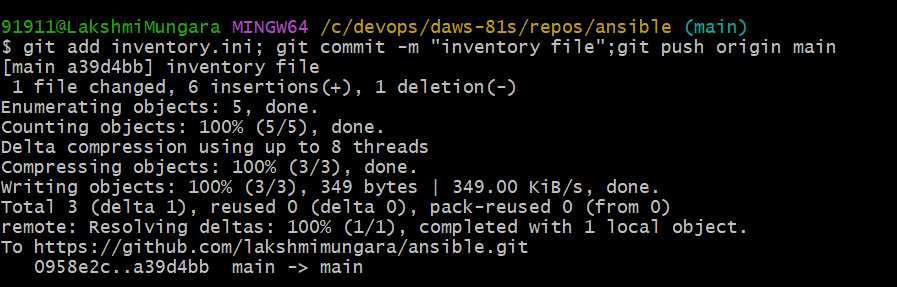 91911@LakshmiMungara MINGW64 /c/devops/daws-81s/repos/ansible (main)
$ git add inventory.ini; git commit -m "inventory file";git push origin main
[main a39d4bb] inventory file
 1 file changed, 6 insertions(+), 1 deletion(-)
Enumerating objects: 5, done.
Counting objects: 100% (5/5), done.
Delta compression using up to 8 threads
Compressing objects: 100% (3/3), done.
Writing objects: 100% (3/3), 349 bytes | 349.00 KiB/s, done.
Total 3 (delta 1), reused 0 (delta 0), pack-reused 0 (from 0)
remote: Resolving deltas: 100% (1/1), completed with 1 local object.
To https://github.com/lakshmimungara/ansible.git
   0958e2c..a39d4bb  main -> main